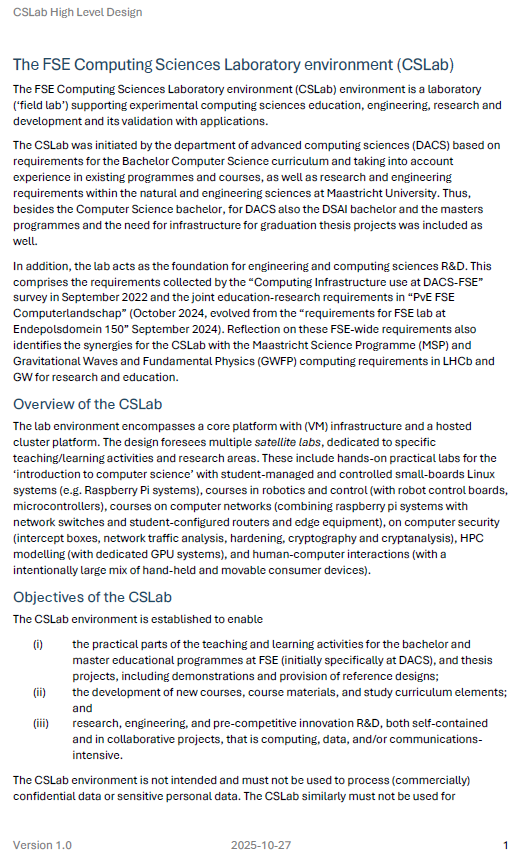 CSLab High Level Design
The FSE Computing Sciences Laboratory environment (CSLab)
The FSE Computing Sciences Laboratory environment (CSLab) environment is a laboratory
('field lab') supporting experimental computing sciences education, engineering, research and
development and its validation with applications.
The CSLab was initiated by the department of advanced computing sciences (DACS) based on
requirements for the Bachelor Computer Science curriculum and taking into account
experience in existing programmes and courses, as well as research and engineering
requirements within the natural and engineering sciences at Maastricht University. Thus,
besides the Computer Science bachelor, for DACS also the DSAI bachelor and the masters
programmes and the need for infrastructure for graduation thesis projects was included as
well.
In addition, the lab acts as the foundation for engineering and computing sciences R&D. This
comprises the requirements collected by the "Computing Infrastructure use at DACS-FSE"
survey in September 2022 and the joint education-research requirements in "PvE FSE
Computerlandschap" (October 2024, evolved from the "requirements for FSE lab at
Endepolsdomein 150" September 2024). Reflection on these FSE-wide requirements also
identifies the synergies for the CSLab with the Maastricht Science Programme (MSP) and
Gravitational Waves and Fundamental Physics (GWFP) computing requirements in LHCb and
GW for research and education.
Overview of the CSLab
The lab environment encompasses a core platform with (VM) infrastructure and a hosted
cluster platform. The design foresees multiple satellite labs, dedicated to specific
teaching/learning activities and research areas. These include hands-on practical labs for the
'introduction to computer science' with student-managed and controlled small-boards Linux
systems (e.g. Raspberry Pi systems), courses in robotics and control (with robot control boards,
microcontrollers), courses on computer networks (combining raspberry pi systems with
network switches and student-configured routers and edge equipment), on computer security
(intercept boxes, network traffic analysis, hardening, cryptography and cryptanalysis), HPC
modelling (with dedicated GPU systems), and human-computer interactions (with a
intentionally large mix of hand-held and movable consumer devices).
Objectives of the CSLab
The CSLab environment is established to enable
(i) the practical parts of the teaching and learning activities for the bachelor and
master educational programmes at FSE (initially specifically at DACS), and thesis
projects, including demonstrations and provision of reference designs;
(ii) the development of new courses, course materials, and study curriculum elements;
and
(iii) research, engineering, and pre-competitive innovation R&D, both self-contained
and in collaborative projects, that is computing, data, and/or communications-
intensive.
The CSLab environment is not intended and must not be used to process (commercially)
confidential data or sensitive personal data. The CSLab similarly must not be used for
Version 1.0 2025-10-27 1